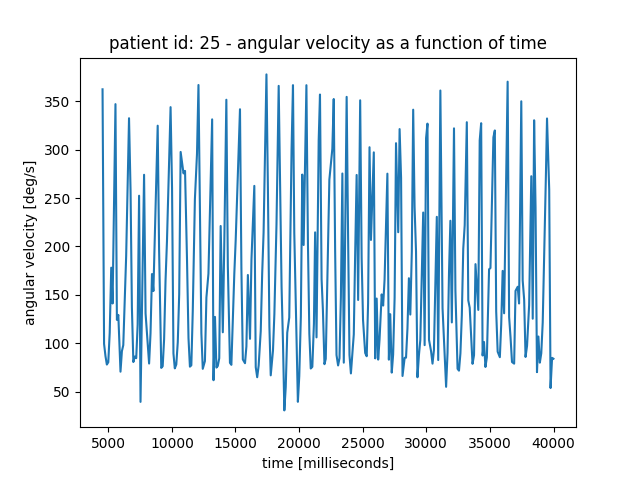 patient id: 25 - angular velocity as a function of time
angular velocity [deg/s]
350
300
250
200
150
100
50
5000 10000 15000 20000 25000 30000 35000 40000
time [milliseconds]